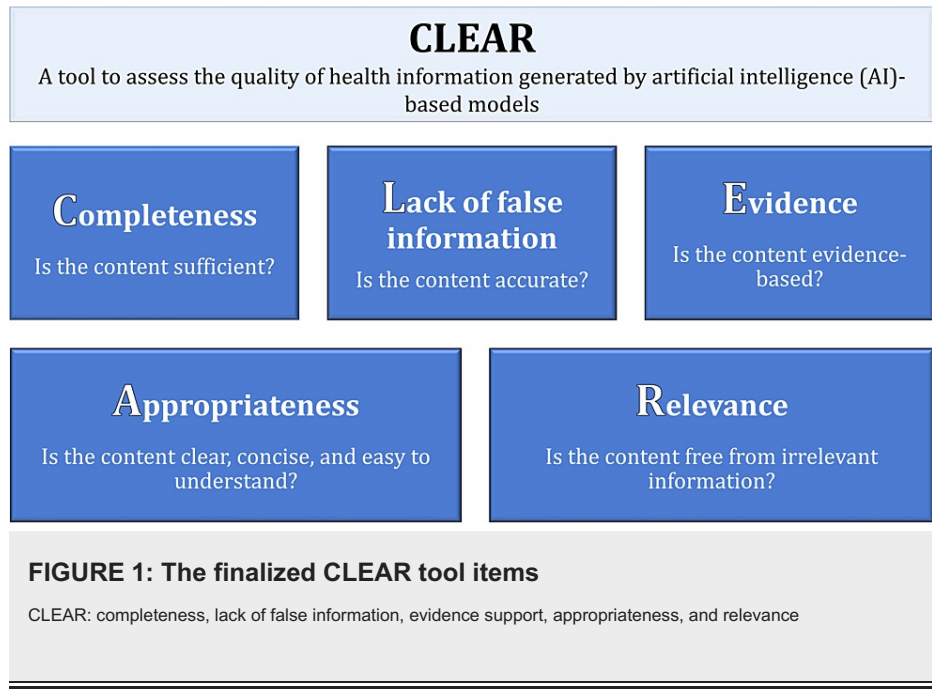 CLEAR
A tool to assess the quality of health information generated by artificial intelligence (AI)-
based models
Completeness
Is the content sufficient?
Lack of false
information
Is the content accurate?
Evidence
Is the content evidence-
based?
Appropriateness
Is the content clear, concise, and easy to
understand?
Relevance
Is the content free from irrelevant
information?
FIGURE 1: The finalized CLEAR tool items
CLEAR: completeness, lack of false information, evidence support, appropriateness, and relevance